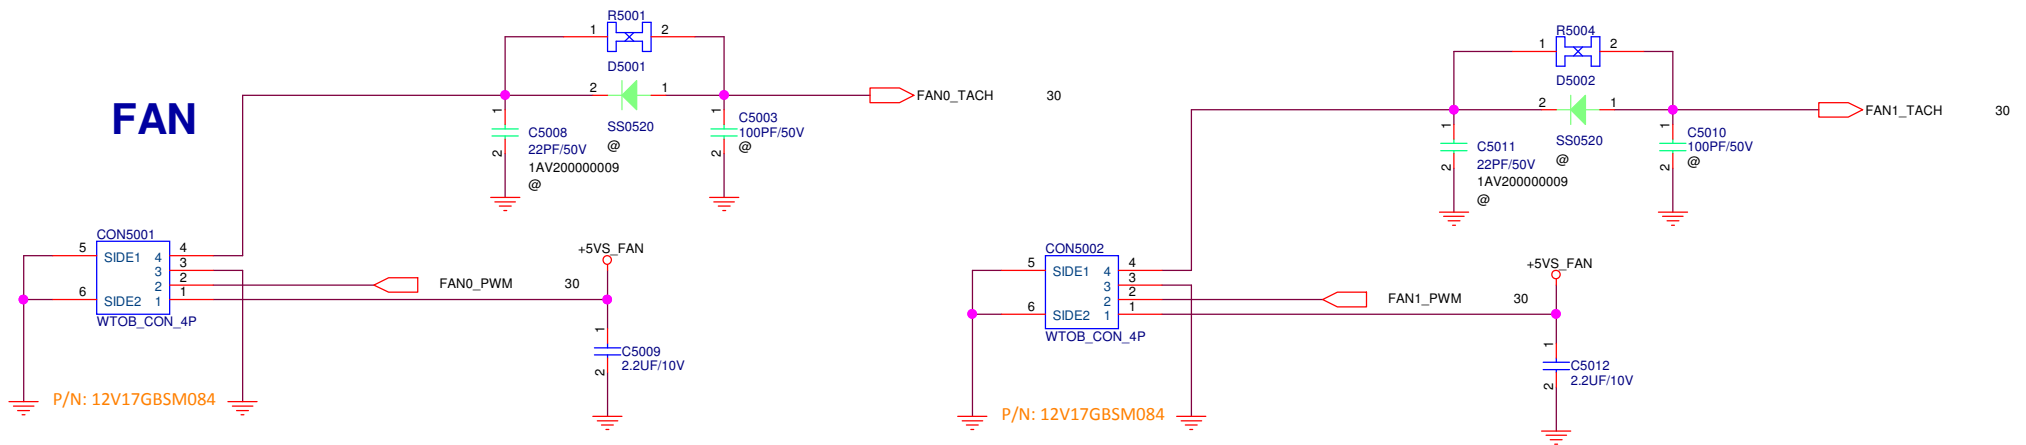 FAN
R5001
1
2
D5001
2
1
SS0520
@
FAN0_TACH
30
1
C5008
22PF/50V
2
1AV200000009
@
1
C5003
100PF/50V
2
@
CON5001
5
SIDE1
4
4
3
3
2
2
6
SIDE2
1
1
WTOB_CON_4P
P/N: 12V17GBSM084
FAN0_PWM
30
+5VS_FAN
1
C5009
2.2UF/10V
2
R5004
1
2
D5002
2
1
SS0520
@
FAN1_TACH
30
1
C5011
22PF/50V
2
1AV200000009
@
1
C5010
100PF/50V
2
@
CON5002
5
SIDE1
4
4
3
3
2
2
6
SIDE2
1
1
WTOB_CON_4P
P/N: 12V17GBSM084
FAN1_PWM
30
+5VS_FAN
1
C5012
2.2UF/10V
2